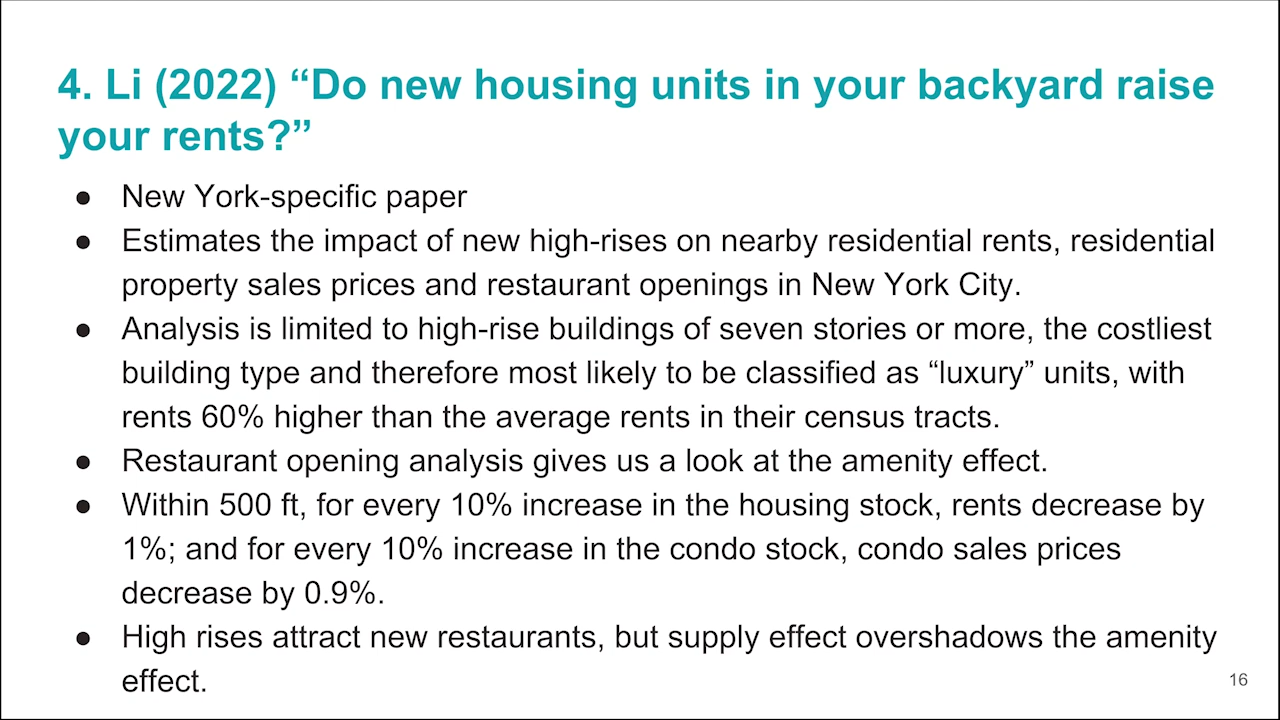 4. Li (2022) “Do new housing units in your backyard raise
your rents?”
● New York-specific paper
● Estimates the impact of new high-rises on nearby residential rents, residential
property sales prices and restaurant openings in New York City.
● Analysis is limited to high-rise buildings of seven stories or more, the costliest
building type and therefore most likely to be classified as “luxury” units, with
rents 60% higher than the average rents in their census tracts.
● Restaurant opening analysis gives us a look at the amenity effect.
● Within 500 ft, for every 10% increase in the housing stock, rents decrease by
1%; and for every 10% increase in the condo stock, condo sales prices
decrease by 0.9%.
● High rises attract new restaurants, but supply effect overshadows the amenity
effect.
16